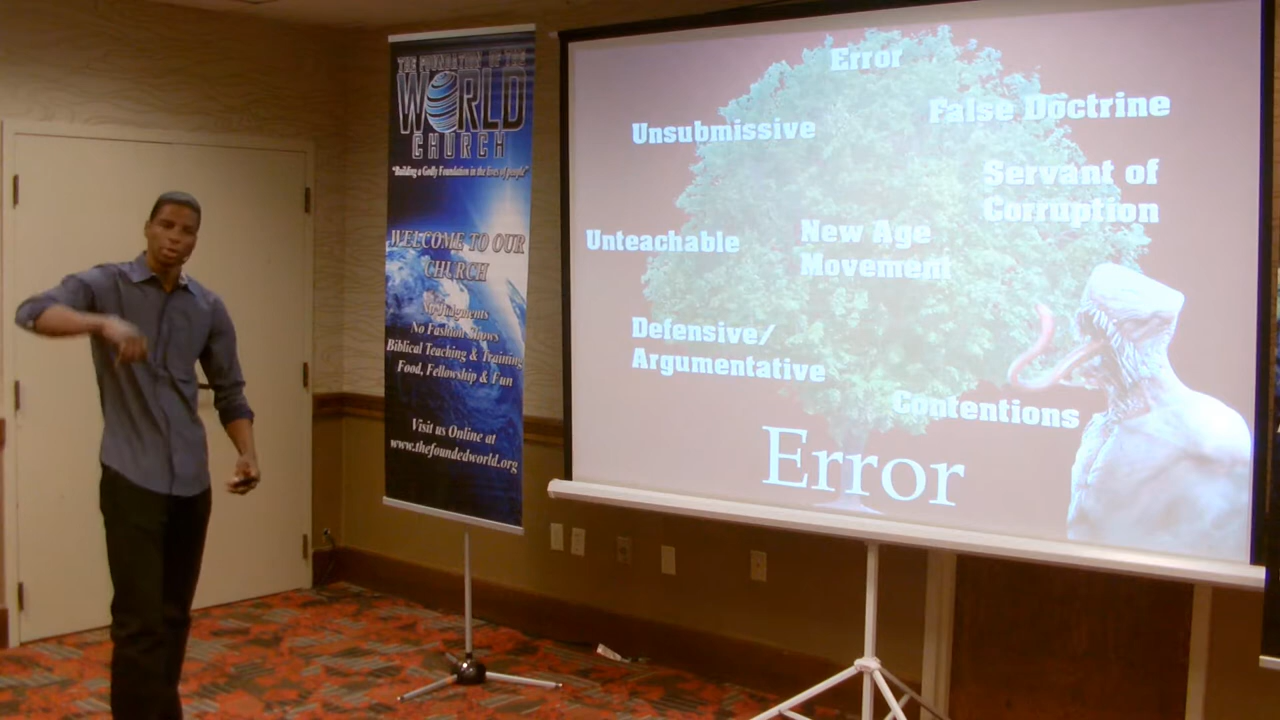 THE FOUNDATION OF THE
WORLD
CHURCH
"Building a Godly Foundation in the lives of people"
WELCOME TO OUR
CHURCH
No Judgments
No Fashion Shows
Biblical Teaching & Training
Food, Fellowship & Fun
Visit us Online at
www.thefoundedworld.org
Error
False Doctrine
Unsubmissive
Servant of
Corruption
Unteachable
New Age
Movement
Defensive/
Argumentative
Contentions
Error